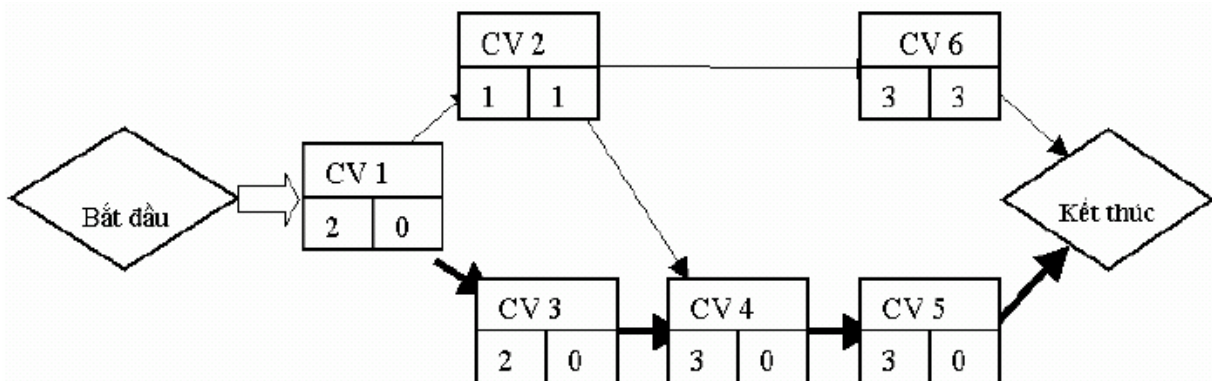 CV 2
1 1
CV 6
3 3
Bắt đầu
CV 1
2 0
Kết thúc
CV 3
2 0
CV 4
3 0
CV 5
3 0